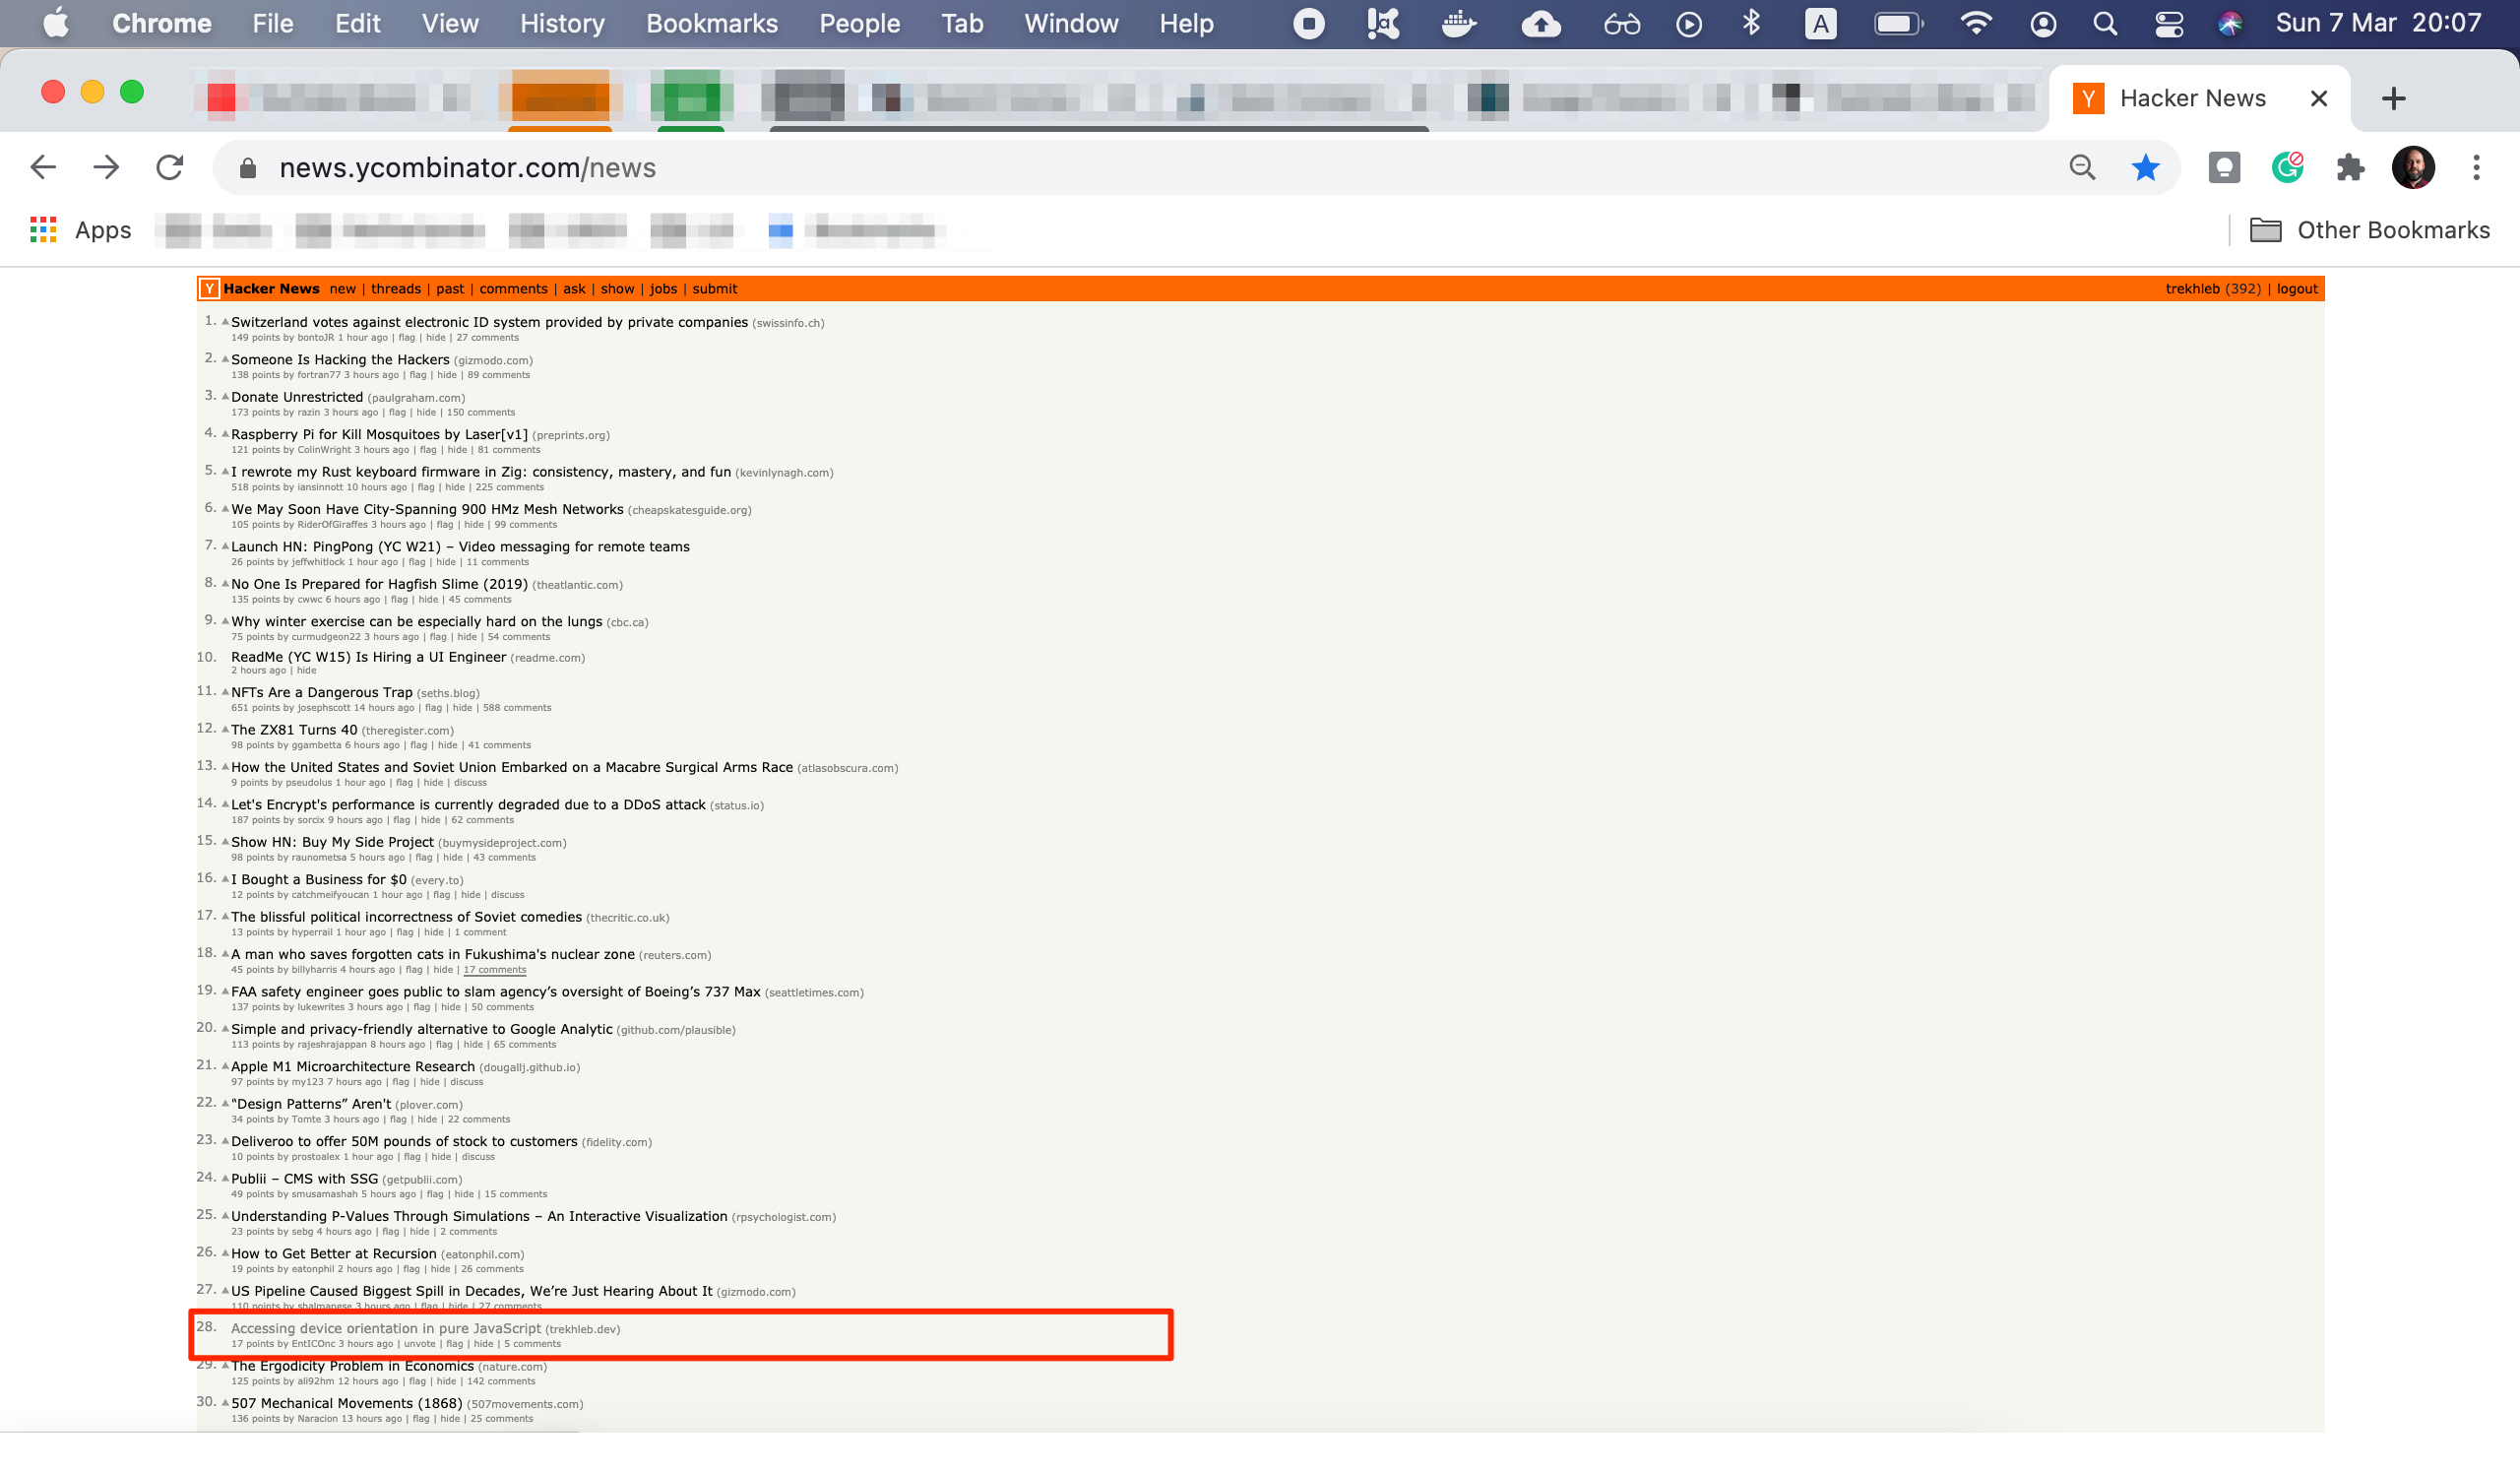 Chrome File Edit View History Bookmarks People Tab Window Help A Sun 7 Mar 20:07
Y Hacker News
news.ycombinator.com/news
Apps Other Bookmarks
Y Hacker News new | threads | past | comments | ask | show | jobs | submit trekhleb (392) | logout
1. Switzerland votes against electronic ID system provided by private companies (swissinfo.ch)
149 points by bontoJR 1 hour ago | flag | hide | 27 comments
2. Someone Is Hacking the Hackers (gizmodo.com)
138 points by fortran77 3 hours ago | flag | hide | 89 comments
3. Donate Unrestricted (paulgraham.com)
173 points by razin 3 hours ago | flag | hide | 150 comments
4. Raspberry Pi for Kill Mosquitoes by Laser[v1] (preprints.org)
121 points by ColinWright 3 hours ago | flag | hide | 81 comments
5. I rewrote my Rust keyboard firmware in Zig: consistency, mastery, and fun (kevinlynagh.com)
518 points by iansinnott 10 hours ago | flag | hide | 225 comments
6. We May Soon Have City-Spanning 900 HMz Mesh Networks (cheapskatesguide.org)
105 points by RiderOfGiraffes 3 hours ago | flag | hide | 99 comments
7. Launch HN: PingPong (YC W21) – Video messaging for remote teams
26 points by jeffwhitlock 1 hour ago | flag | hide | 11 comments
8. No One Is Prepared for Hagfish Slime (2019) (theatlantic.com)
135 points by cwwc 6 hours ago | flag | hide | 45 comments
9. Why winter exercise can be especially hard on the lungs (cbc.ca)
75 points by curmudgeon22 3 hours ago | flag | hide | 54 comments
10. ReadMe (YC W15) Is Hiring a UI Engineer (readme.com)
2 hours ago | hide
11. NFTs Are a Dangerous Trap (seths.blog)
651 points by josephscott 14 hours ago | flag | hide | 588 comments
12. The ZX81 Turns 40 (theregister.com)
98 points by ggambetta 6 hours ago | flag | hide | 41 comments
13. How the United States and Soviet Union Embarked on a Macabre Surgical Arms Race (atlasobscura.com)
9 points by pseudolus 1 hour ago | flag | hide | discuss
14. Let's Encrypt's performance is currently degraded due to a DDoS attack (status.io)
187 points by sorcix 9 hours ago | flag | hide | 62 comments
15. Show HN: Buy My Side Project (buymysideproject.com)
98 points by raunometsa 5 hours ago | flag | hide | 43 comments
16. I Bought a Business for $0 (every.to)
12 points by catchmeifyoucan 1 hour ago | flag | hide | discuss
17. The blissful political incorrectness of Soviet comedies (thecritic.co.uk)
13 points by hyperrail 1 hour ago | flag | hide | 1 comment
18. A man who saves forgotten cats in Fukushima's nuclear zone (reuters.com)
45 points by billyharris 4 hours ago | flag | hide | 17 comments
19. FAA safety engineer goes public to slam agency’s oversight of Boeing’s 737 Max (seattletimes.com)
137 points by lukewrites 3 hours ago | flag | hide | 50 comments
20. Simple and privacy-friendly alternative to Google Analytic (github.com/plausible)
113 points by rajeshrajappan 8 hours ago | flag | hide | 65 comments
21. Apple M1 Microarchitecture Research (dougallj.github.io)
97 points by my123 7 hours ago | flag | hide | discuss
22. “Design Patterns” Aren't (plover.com)
34 points by Tomte 3 hours ago | flag | hide | 22 comments
23. Deliveroo to offer 50M pounds of stock to customers (fidelity.com)
10 points by prostoalex 1 hour ago | flag | hide | discuss
24. Publii – CMS with SSG (getpublii.com)
49 points by smusamashah 5 hours ago | flag | hide | 15 comments
25. Understanding P-Values Through Simulations – An Interactive Visualization (rpsychologist.com)
23 points by sebg 4 hours ago | flag | hide | 2 comments
26. How to Get Better at Recursion (eatonphil.com)
19 points by eatonphil 2 hours ago | flag | hide | 26 comments
27. US Pipeline Caused Biggest Spill in Decades, We’re Just Hearing About It (gizmodo.com)
110 points by shalmanese 3 hours ago | flag | hide | 27 comments
28. Accessing device orientation in pure JavaScript (trekhleb.dev)
17 points by EntICOnc 3 hours ago | unvote | flag | hide | 5 comments
29. The Ergodicity Problem in Economics (nature.com)
125 points by ali92hm 12 hours ago | flag | hide | 142 comments
30. 507 Mechanical Movements (1868) (507movements.com)
136 points by Naracion 13 hours ago | flag | hide | 25 comments